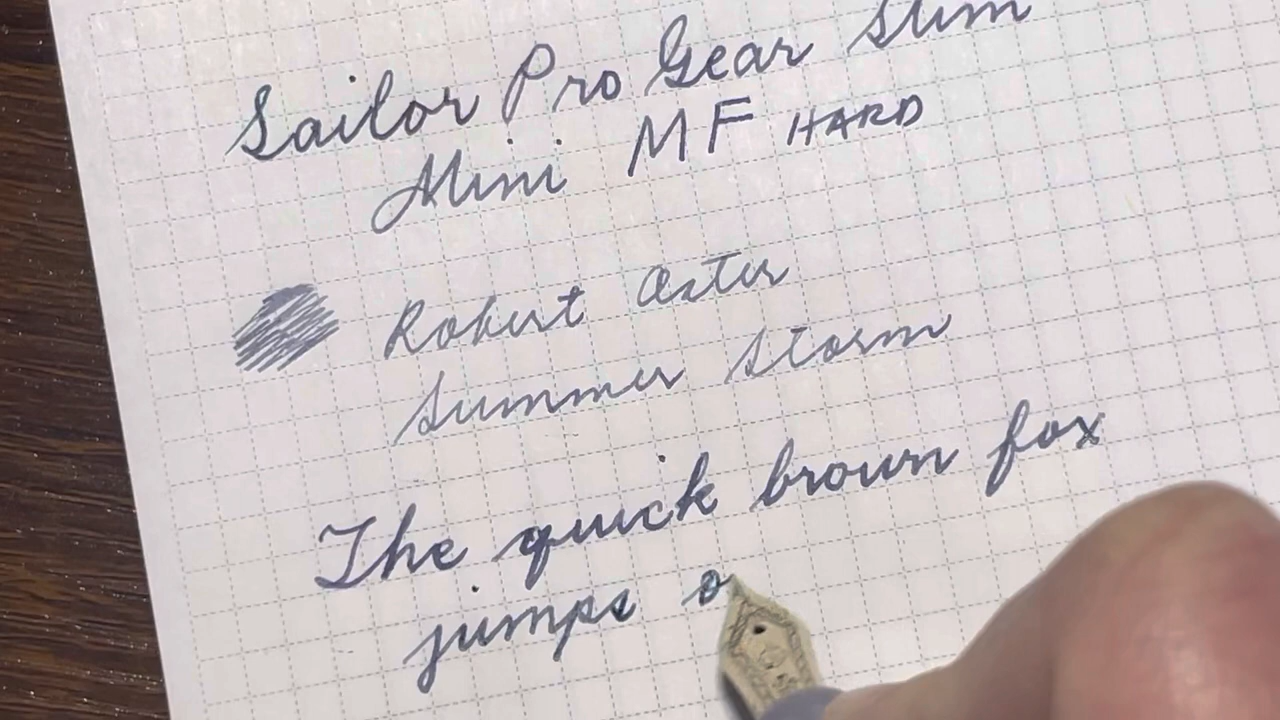 Sailor Pro Gear Slim
Mini MF HARD
Robert Oster
Summer Storm
The quick brown fox
jumps o